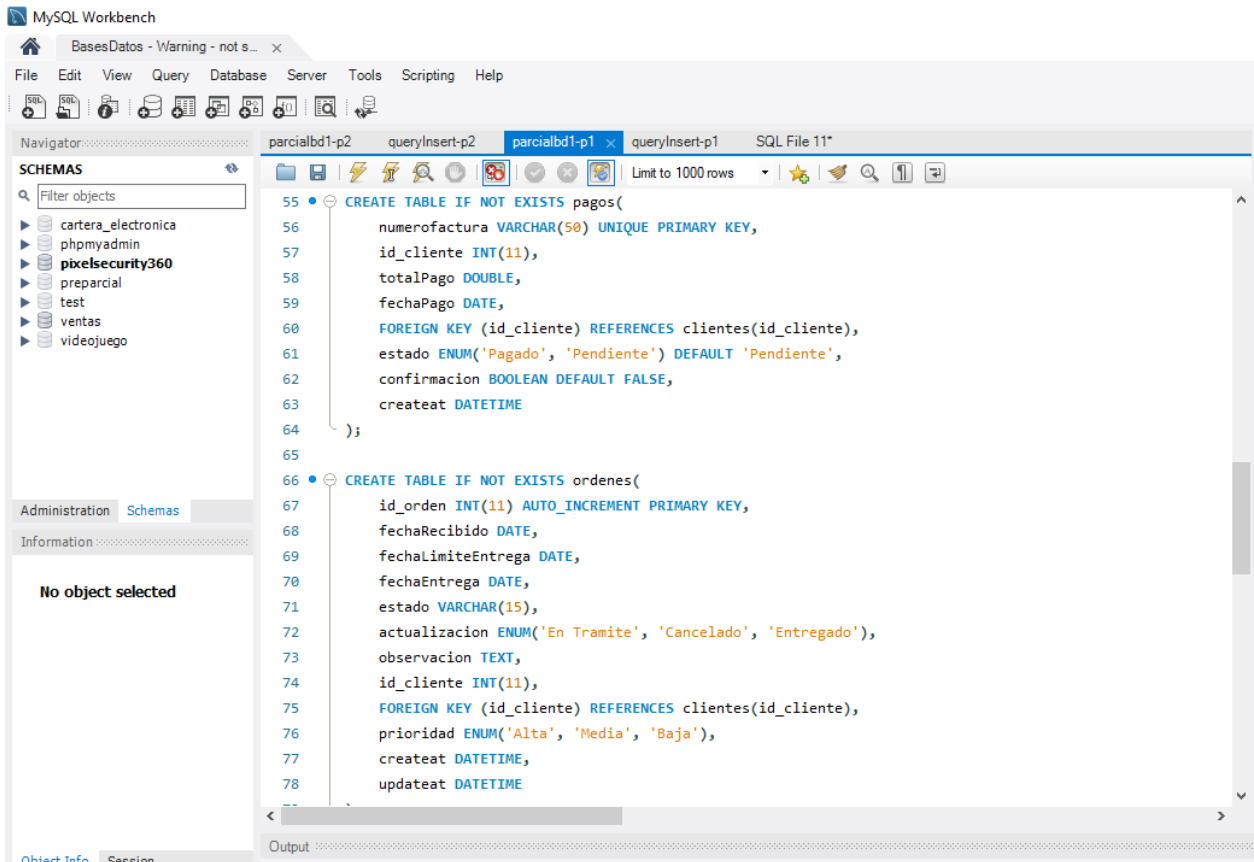 MySQL Workbench
BasesDatos - Warning - not s...
File Edit View Query Database Server Tools Scripting Help
Navigator
SCHEMAS
Filter objects
cartera_electronica
phpmyadmin
pixelsecurity360
preparcial
test
ventas
videojuego
Administration Schemas
Information
No object selected
Object Info Session
parcialbd1-p2 queryInsert-p2 parcialbd1-p1 queryInsert-p1 SQL File 11*
Limit to 1000 rows
55 CREATE TABLE IF NOT EXISTS pagos(
56 numerofactura VARCHAR(50) UNIQUE PRIMARY KEY,
57 id_cliente INT(11),
58 totalPago DOUBLE,
59 fechaPago DATE,
60 FOREIGN KEY (id_cliente) REFERENCES clientes(id_cliente),
61 estado ENUM('Pagado', 'Pendiente') DEFAULT 'Pendiente',
62 confirmacion BOOLEAN DEFAULT FALSE,
63 createat DATETIME
64 );
65
66 CREATE TABLE IF NOT EXISTS ordenes(
67 id_orden INT(11) AUTO_INCREMENT PRIMARY KEY,
68 fechaRecibido DATE,
69 fechaLimiteEntrega DATE,
70 fechaEntrega DATE,
71 estado VARCHAR(15),
72 actualizacion ENUM('En Tramite', 'Cancelado', 'Entregado'),
73 observacion TEXT,
74 id_cliente INT(11),
75 FOREIGN KEY (id_cliente) REFERENCES clientes(id_cliente),
76 prioridad ENUM('Alta', 'Media', 'Baja'),
77 createat DATETIME,
78 updateat DATETIME
Output